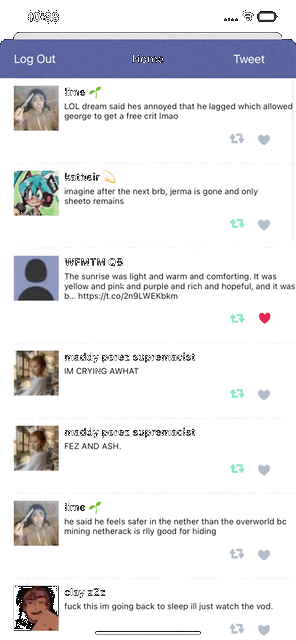 Log Out
Home
Tweet
lime 🌱
LOL dream said hes annoyed that he lagged which allowed
george to get a free crit lmao
imagine after the next brb, jerma is gone and only
sheeto remains
WFMTM QB
The sunrise was light and warm and comforting. It was
yellow and pink and purple and rich and hopeful, and it was
b... https://t.co/2n9LWEKbkm
maddy perez supremacist
IM CRYING AWHAT
maddy perez supremacist
FEZ AND ASH.
lime 🌱
he said he feels safer in the nether than the overworld bc
mining netherack is rlly good for hiding
clay zZz
fuck this im going back to sleep ill just watch the vod.